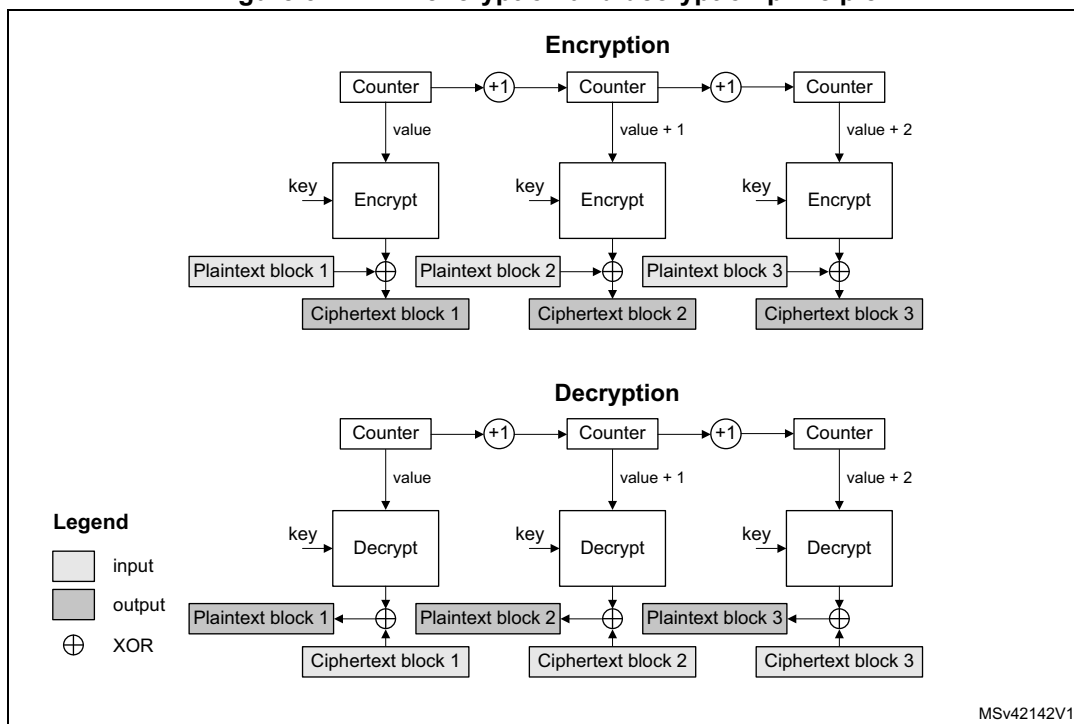 Encryption
Counter +1 Counter +1 Counter
value value + 1 value + 2
key Encrypt key Encrypt key Encrypt
Plaintext block 1 Plaintext block 2 Plaintext block 3
Ciphertext block 1 Ciphertext block 2 Ciphertext block 3
Decryption
Counter +1 Counter +1 Counter
value value + 1 value + 2
key Decrypt key Decrypt key Decrypt
Plaintext block 1 Plaintext block 2 Plaintext block 3
Ciphertext block 1 Ciphertext block 2 Ciphertext block 3
Legend
input
output
XOR
MSv42142V1